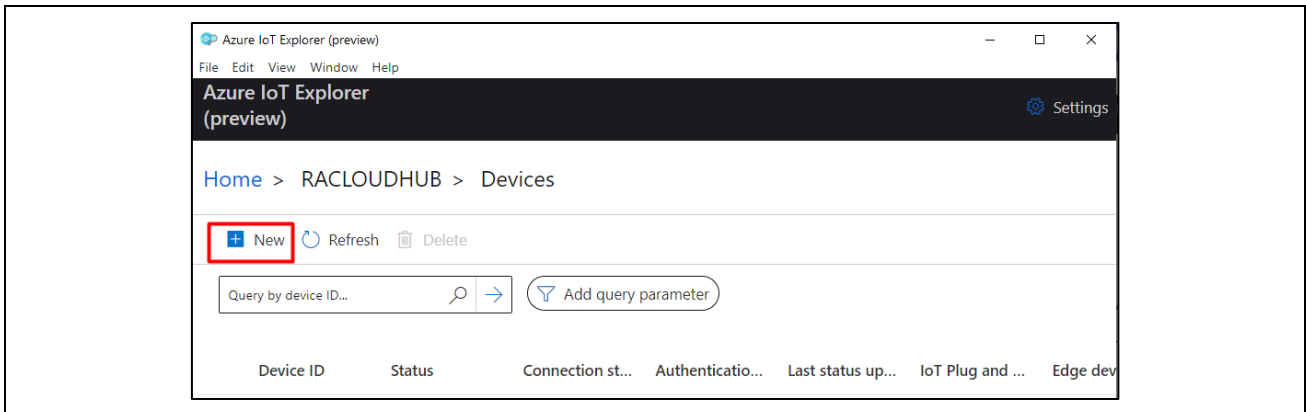 Azure IoT Explorer (preview)
File Edit View Window Help
Azure IoT Explorer
(preview)
Settings
Home > RACLOUDHUB > Devices
New Refresh Delete
Query by device ID... Add query parameter
Device ID Status Connection st... Authenticatio... Last status up... IoT Plug and ... Edge dev